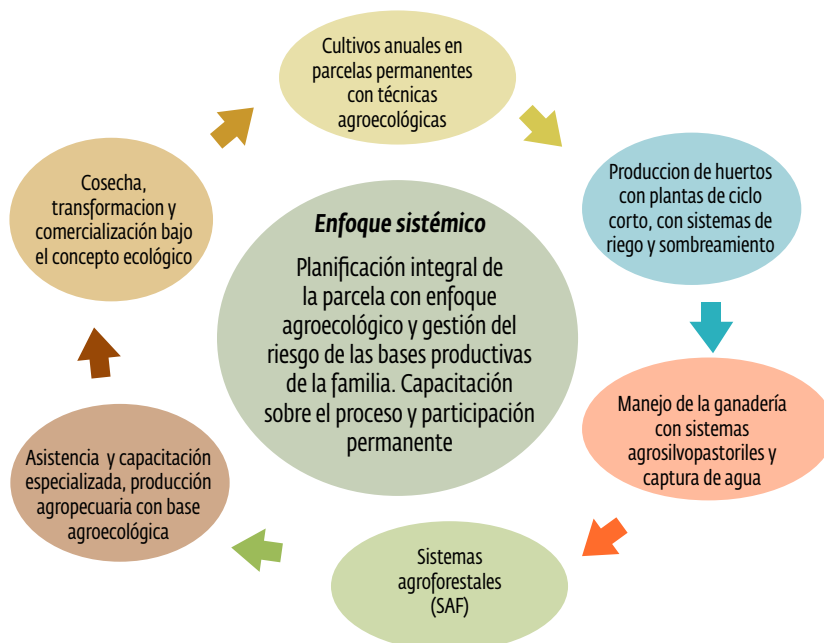 Cultivos anuales en
parcelas permanentes
con técnicas
agroecológicas
Produccion de huertos
con plantas de ciclo
corto, con sistemas de
riego y sombreamiento
Manejo de la ganadería
con sistemas
agrosilvopastoriles y
captura de agua
Sistemas
agroforestales
(SAF)
Asistencia y capacitación
especializada, producción
agropecuaria con base
agroecológica
Cosecha,
transformacion y
comercialización bajo
el concepto ecológico
Enfoque sistémico
Planificación integral de
la parcela con enfoque
agroecológico y gestión del
riesgo de las bases productivas
de la familia. Capacitación
sobre el proceso y participación
permanente